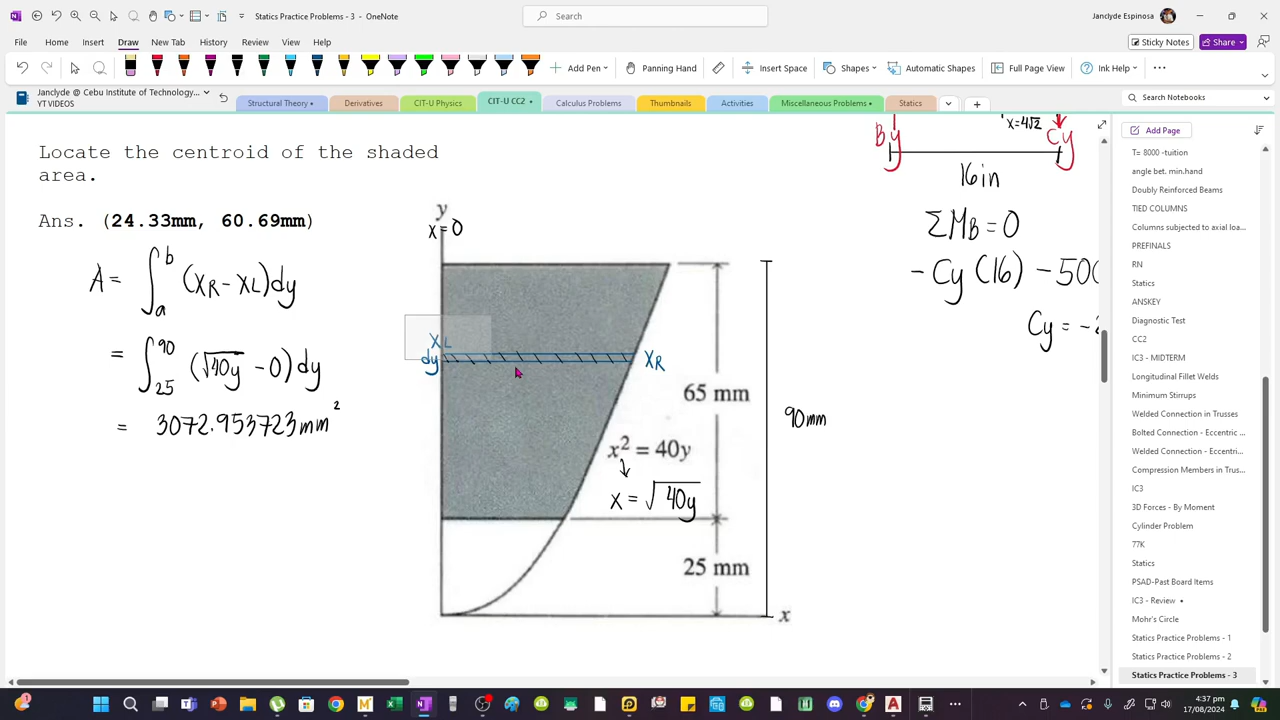 Statics Practice Problems - 3 - OneNote
Search
Janclyde Espinosa
File Home Insert Draw New Tab History Review View Help
Sticky Notes Share
Add Pen Panning Hand Insert Space Shapes Automatic Shapes Full Page View Ink Help
Janclyde @ Cebu Institute of Technology...
YT VIDEOS
Structural Theory • Derivatives CIT-U Physics CIT-U CC2 • Calculus Problems Thumbnails Activities Miscellaneous Problems • Statics
Search Notebooks
Add Page
T= 8000 -tuition
angle bet. min.hand
Doubly Reinforced Beams
TIED COLUMNS
Columns subjected to axial loa...
PREFINALS
RN
Statics
ANSKEY
Diagnostic Test
CC2
IC3 - MIDTERM
Longitudinal Fillet Welds
Minimum Stirrups
Welded Connection in Trusses
Bolted Connection - Eccentric ...
Welded Connection - Eccentri...
Compression Members in Trus...
IC3
3D Forces - By Moment
Cylinder Problem
77K
Statics
PSAD-Past Board Items
IC3 - Review •
Mohr's Circle
Statics Practice Problems - 1
Statics Practice Problems - 2
Statics Practice Problems - 3
Locate the centroid of the shaded
area.
Ans. (24.33mm, 60.69mm)
A = ∫ₐᵇ (xR - xL) dy
= ∫₂₅⁹⁰ (√40y - 0) dy
= 3072.953723mm²
y
x = 0
xL
dy
xR
65 mm
90mm
x² = 40y
↓
x = √40y
25 mm
x
x=4√2
By Cy
16in
ΣMB = 0
- Cy (16) - 500
Cy = -
4:37 pm
17/08/2024